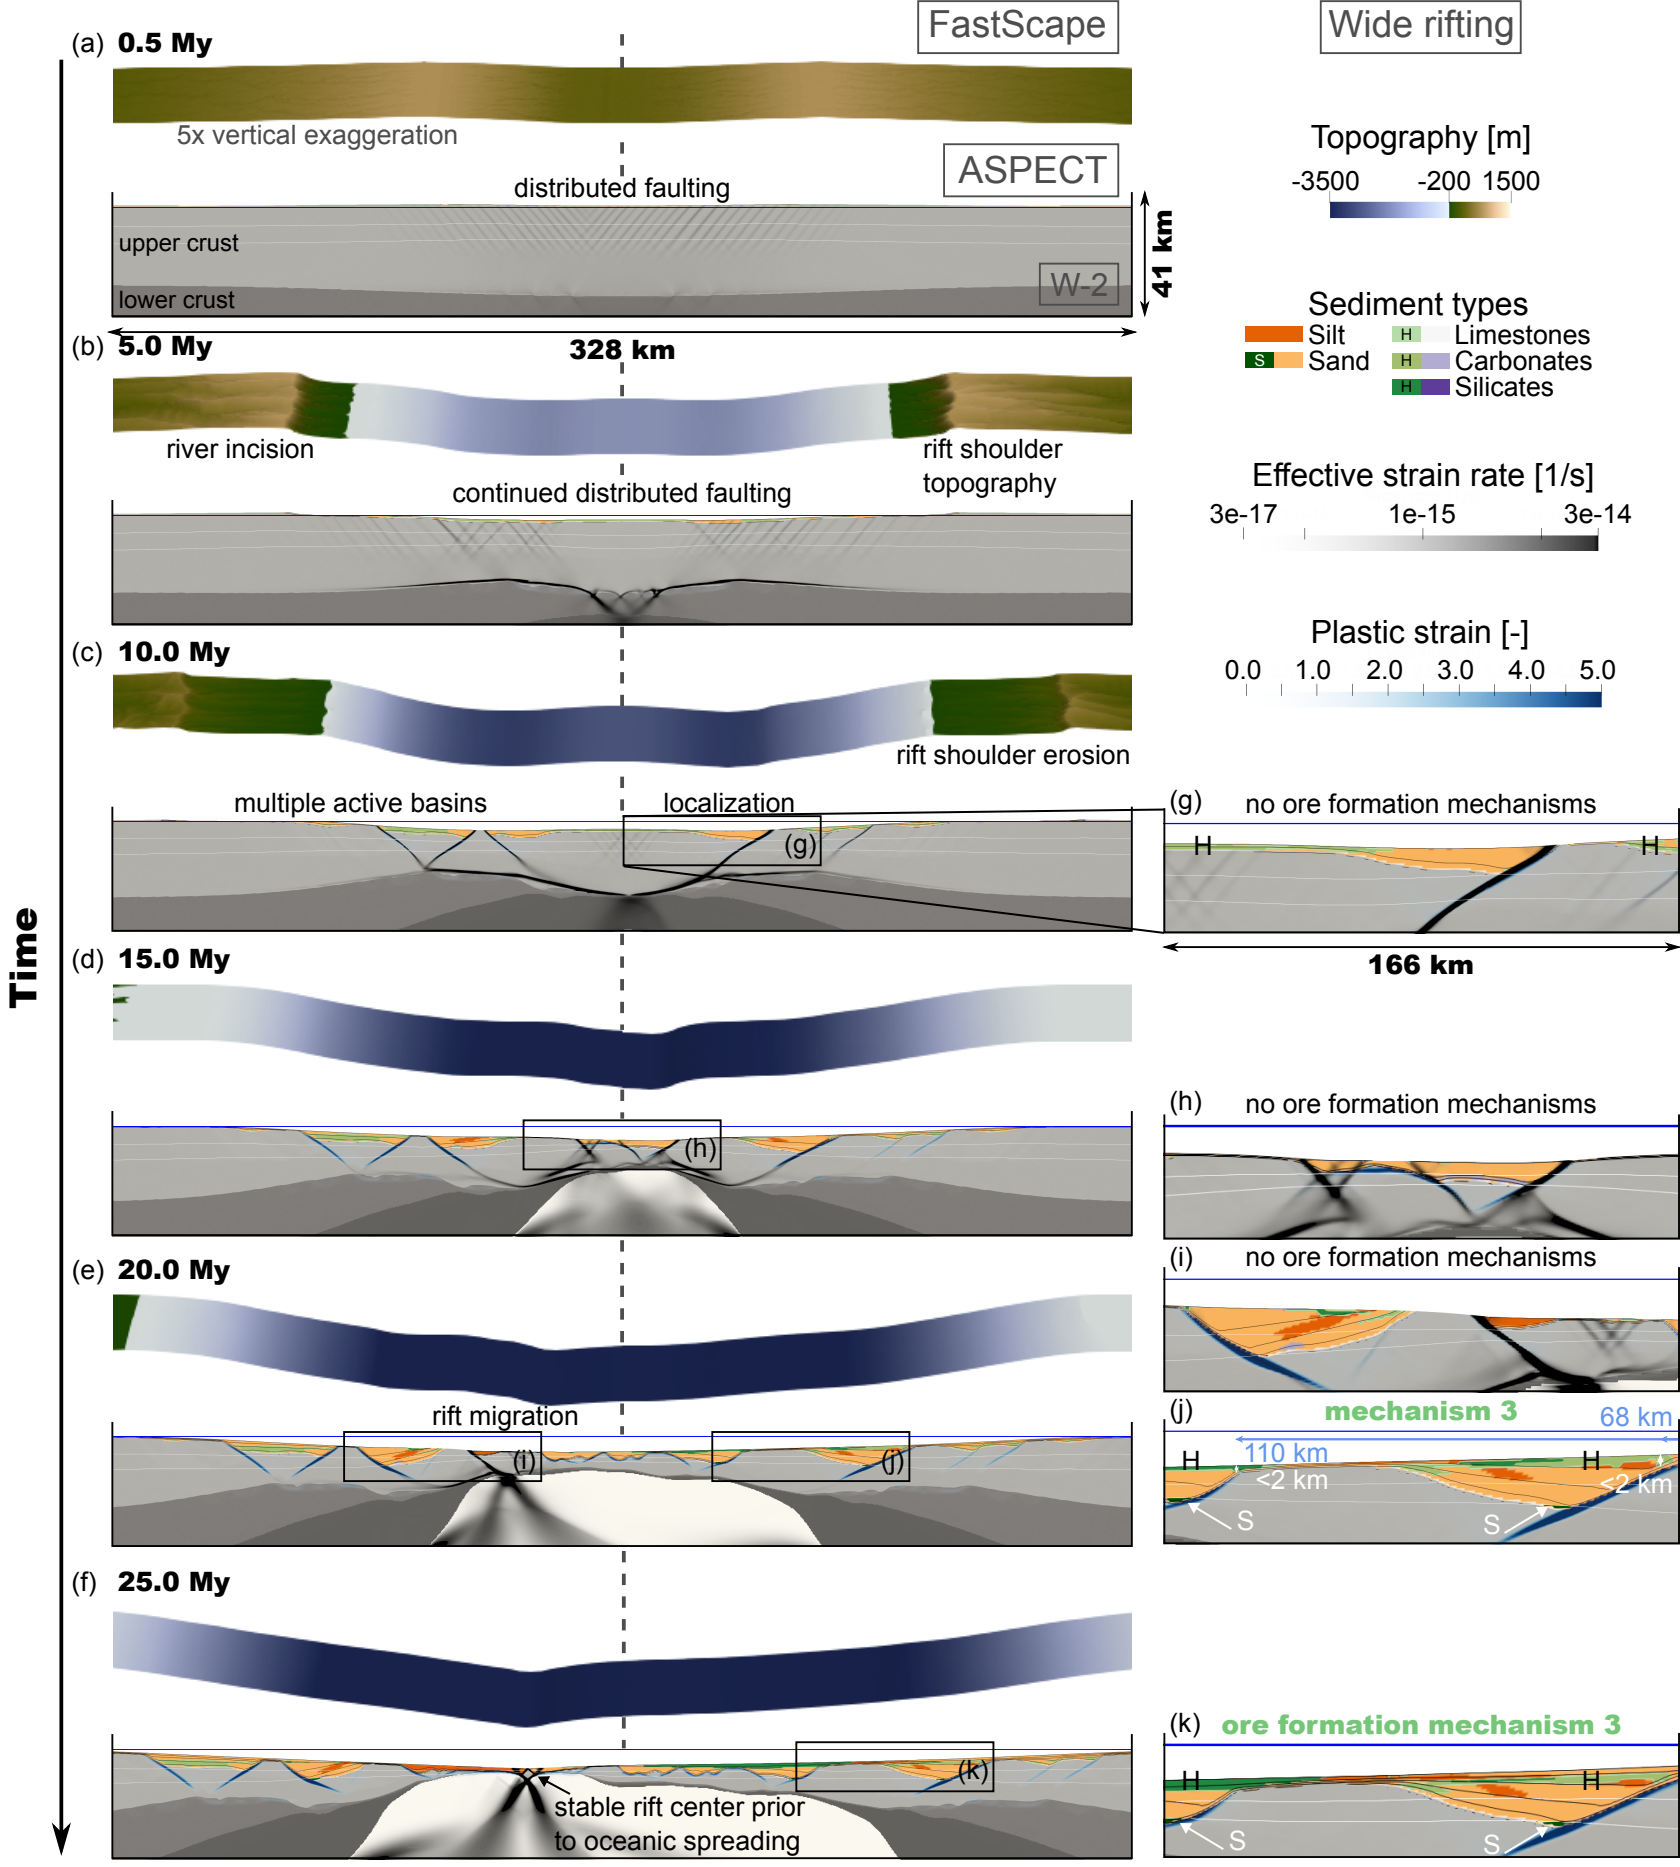 FastScape
Wide rifting
(a) 0.5 My
5x vertical exaggeration
ASPECT
distributed faulting
upper crust
lower crust
W-2
41 km
328 km
Topography [m]
-3500 -200 1500
Sediment types
Silt
S Sand
H Limestones
H Carbonates
H Silicates
Effective strain rate [1/s]
3e-17 1e-15 3e-14
Plastic strain [-]
0.0 1.0 2.0 3.0 4.0 5.0
Time
(b) 5.0 My
river incision
rift shoulder
topography
continued distributed faulting
(c) 10.0 My
rift shoulder erosion
multiple active basins
localization
(g)
(g) no ore formation mechanisms
H H
166 km
(d) 15.0 My
(h)
(h) no ore formation mechanisms
(e) 20.0 My
rift migration
(i)
(j)
(i) no ore formation mechanisms
(j) mechanism 3
68 km
110 km
H H
<2 km <2 km
S S
(f) 25.0 My
(k)
stable rift center prior
to oceanic spreading
(k) ore formation mechanism 3
H H
S S